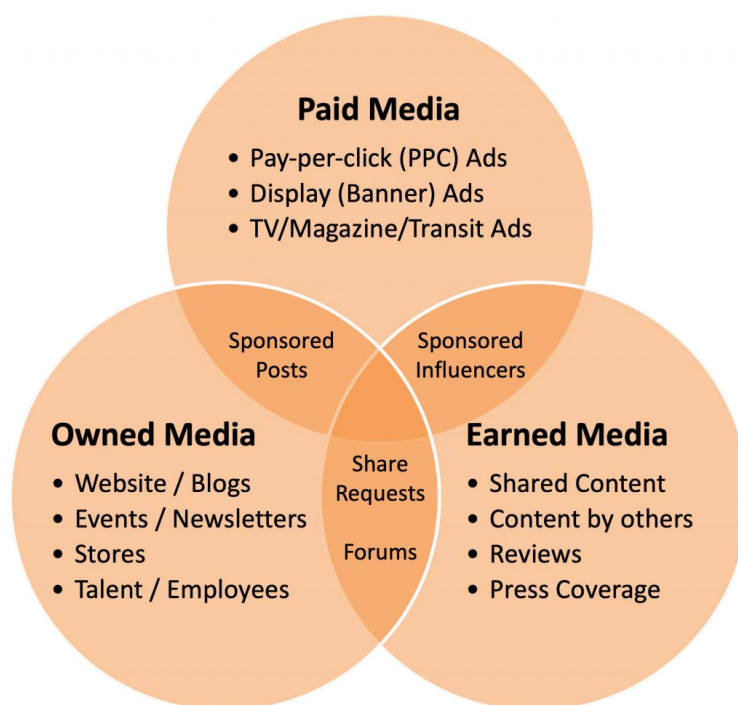 Paid Media
• Pay-per-click (PPC) Ads
• Display (Banner) Ads
• TV/Magazine/Transit Ads
Sponsored
Posts
Sponsored
Influencers
Owned Media
• Website / Blogs
• Events / Newsletters
• Stores
• Talent / Employees
Share
Requests
Forums
Earned Media
• Shared Content
• Content by others
• Reviews
• Press Coverage